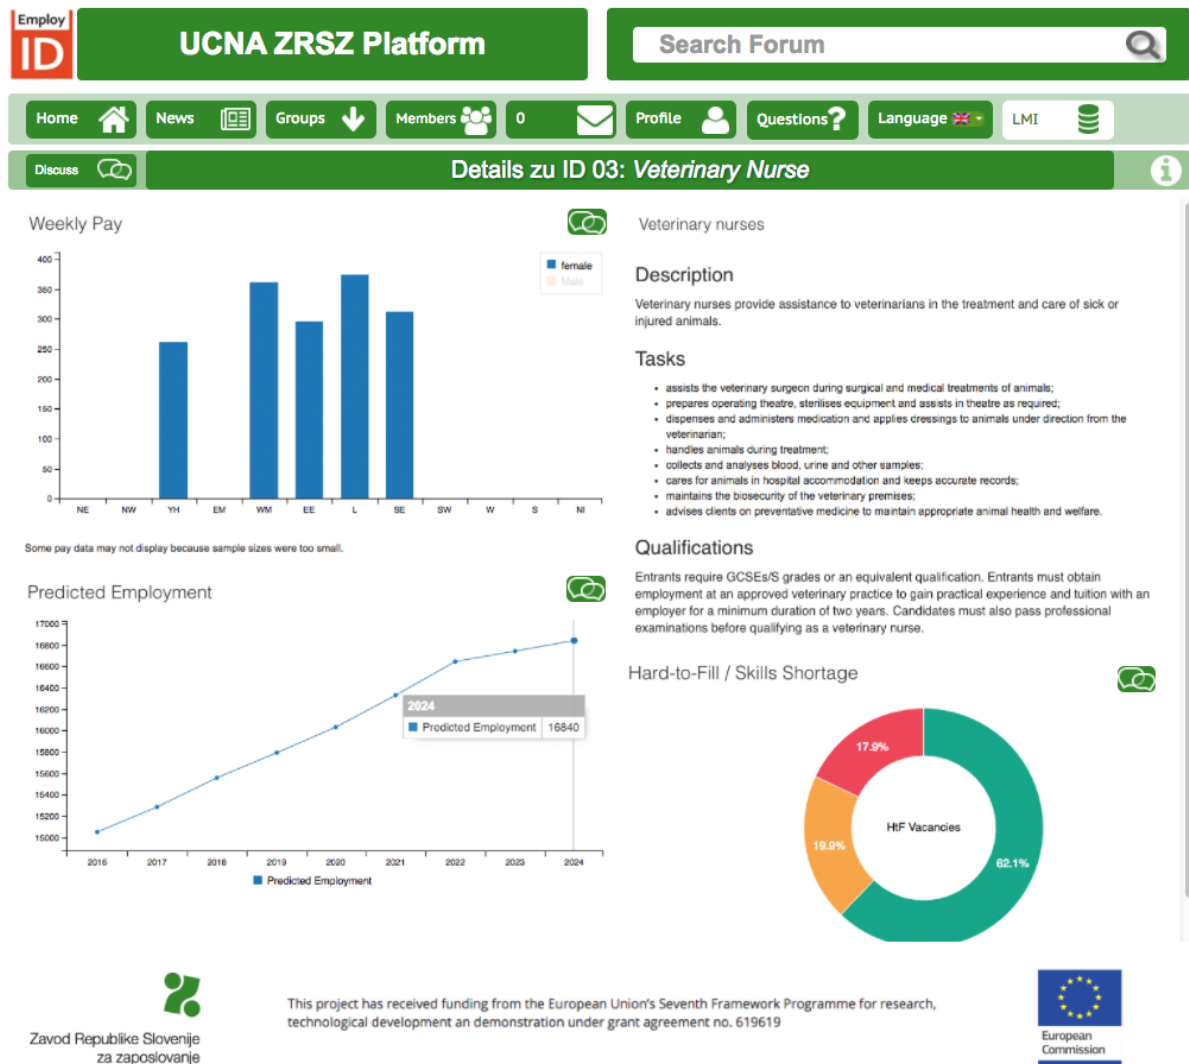 Employ
ID
UCNA ZRSZ Platform
Search Forum
Home
News
Groups
Members
0
Profile
Questions?
Language
LMI
Discuss
Details zu ID 03: Veterinary Nurse
Weekly Pay
400
350
300
250
200
150
100
50
0
NE NW YH EM WM EE L SE SW W S NI
female
Male
Some pay data may not display because sample sizes were too small.
Predicted Employment
17000
16800
16600
16400
16200
16000
15800
15600
15400
15200
15000
2016 2017 2018 2019 2020 2021 2022 2023 2024
2024
Predicted Employment 16840
Predicted Employment
Veterinary nurses
Description
Veterinary nurses provide assistance to veterinarians in the treatment and care of sick or
injured animals.
Tasks
• assists the veterinary surgeon during surgical and medical treatments of animals;
• prepares operating theatre, sterilises equipment and assists in theatre as required;
• dispenses and administers medication and applies dressings to animals under direction from the
veterinarian;
• handles animals during treatment;
• collects and analyses blood, urine and other samples;
• cares for animals in hospital accommodation and keeps accurate records;
• maintains the biosecurity of the veterinary premises;
• advises clients on preventative medicine to maintain appropriate animal health and welfare.
Qualifications
Entrants require GCSEs/S grades or an equivalent qualification. Entrants must obtain
employment at an approved veterinary practice to gain practical experience and tuition with an
employer for a minimum duration of two years. Candidates must also pass professional
examinations before qualifying as a veterinary nurse.
Hard-to-Fill / Skills Shortage
17.9%
19.9%
62.1%
HtF Vacancies
Zavod Republike Slovenije
za zaposlovanje
This project has received funding from the European Union's Seventh Framework Programme for research,
technological development an demonstration under grant agreement no. 619619
European
Commission